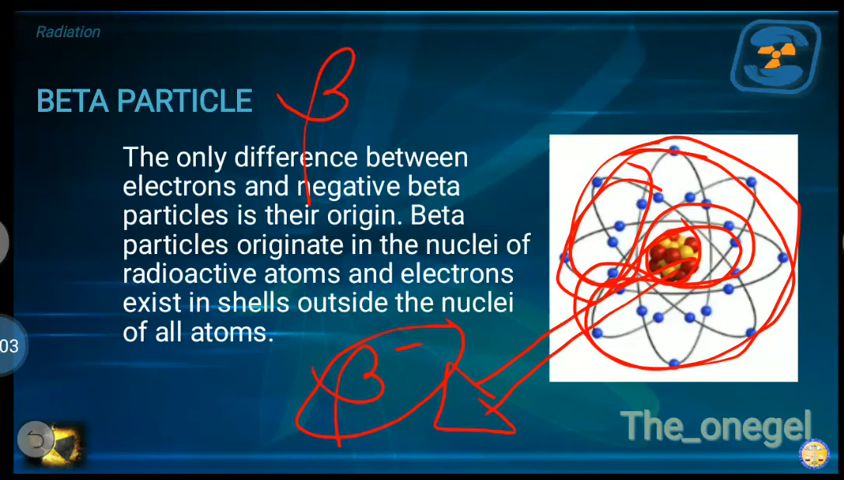 Radiation
β
BETA PARTICLE
The only difference between
electrons and negative beta
particles is their origin. Beta
particles originate in the nuclei of
radioactive atoms and electrons
exist in shells outside the nuclei
of all atoms.
03
β⁻
The_onegel